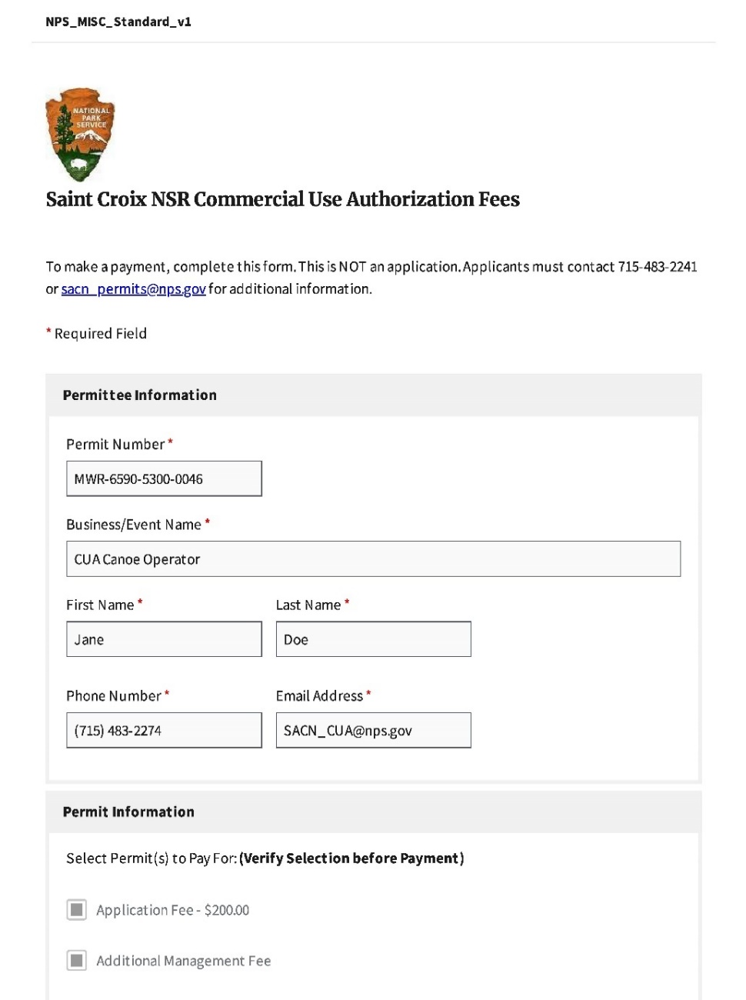 NPS_MISC_Standard_v1
NATIONAL
PARK
SERVICE
Saint Croix NSR Commercial Use Authorization Fees
To make a payment, complete this form. This is NOT an application. Applicants must contact 715-483-2241
or sacn_permits@nps.gov for additional information.
* Required Field
Permittee Information
Permit Number *
MWR-6590-5300-0046
Business/Event Name *
CUA Canoe Operator
First Name * Last Name *
Jane Doe
Phone Number * Email Address *
(715) 483-2274 SACN_CUA@nps.gov
Permit Information
Select Permit(s) to Pay For: (Verify Selection before Payment)
Application Fee - $200.00
Additional Management Fee